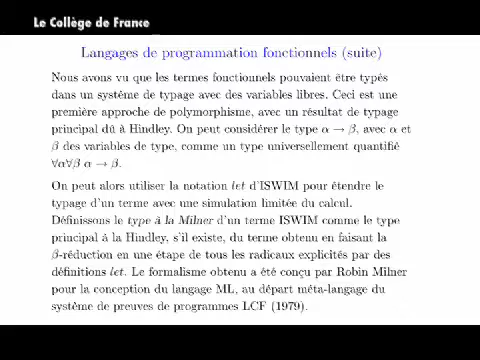 Le Collège de France
Langages de programmation fonctionnels (suite)
Nous avons vu que les termes fonctionnels pouvaient être typés
dans un système de typage avec des variables libres. Ceci est une
première approche de polymorphisme, avec un résultat de typage
principal dû à Hindley. On peut considérer le type α → β, avec α et
β des variables de type, comme un type universellement quantifié
∀α∀β α → β.
On peut alors utiliser la notation let d'ISWIM pour étendre le
typage d'un terme avec une simulation limitée du calcul.
Définissons le type à la Milner d'un terme ISWIM comme le type
principal à la Hindley, s'il existe, du terme obtenu en faisant la
β-réduction en une étape de tous les radicaux explicités par des
définitions let. Le formalisme obtenu a été conçu par Robin Milner
pour la conception du langage ML, au départ méta-langage du
système de preuves de programmes LCF (1979).